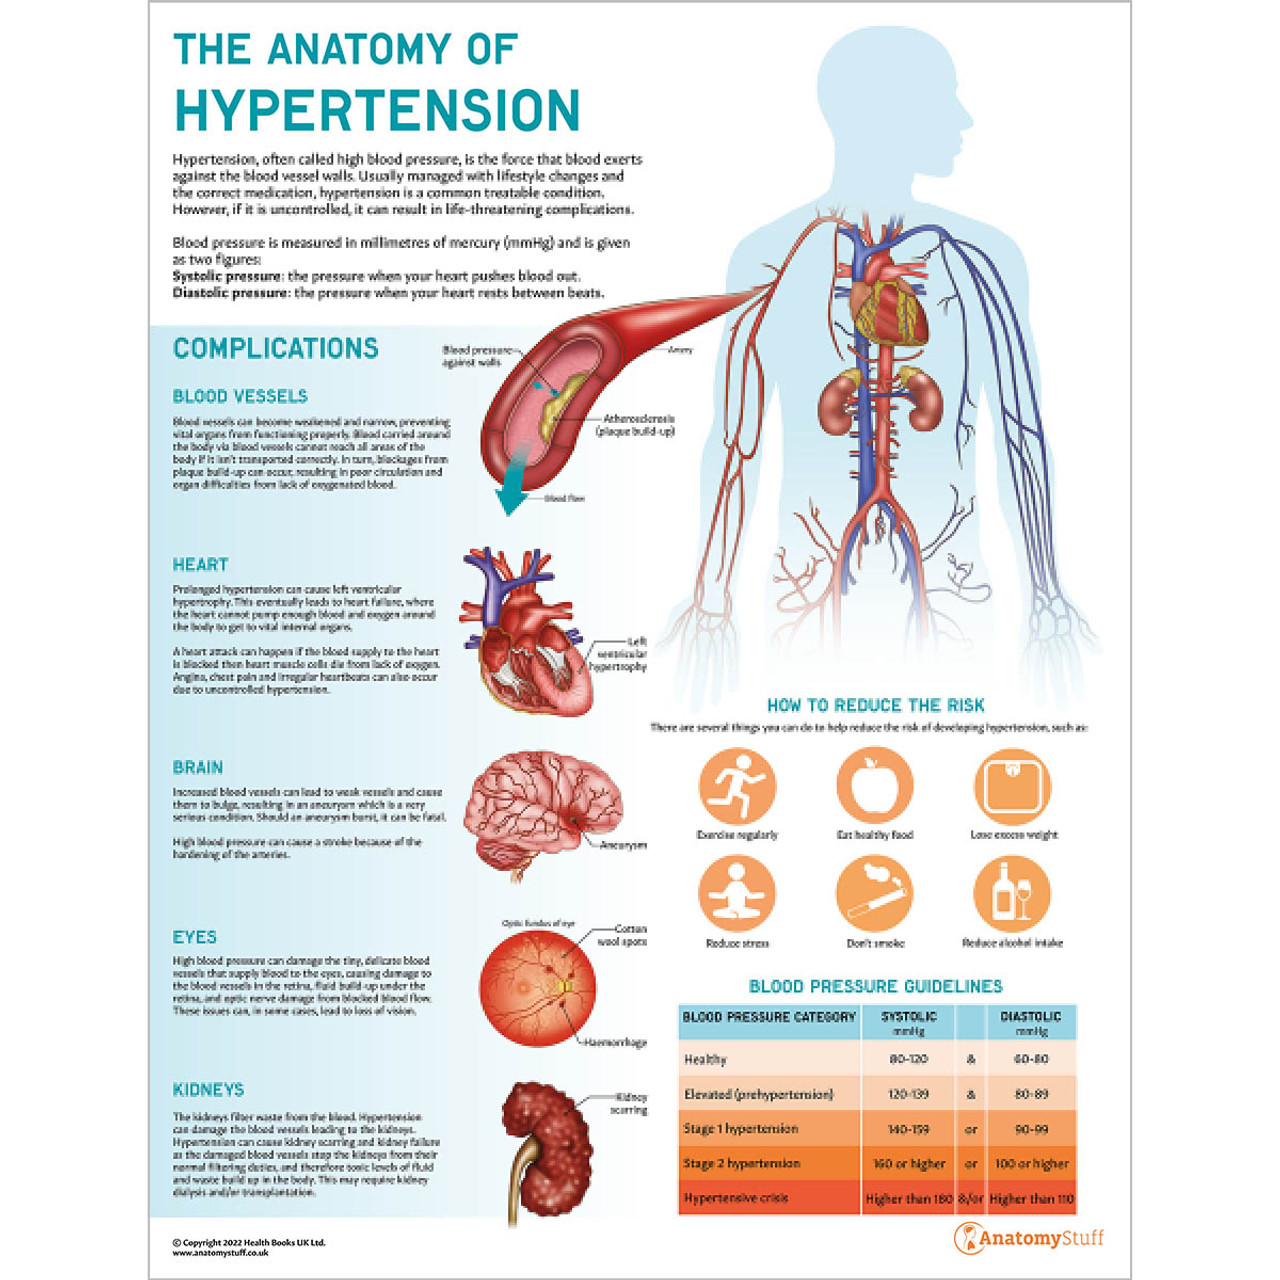 THE ANATOMY OF
HYPERTENSION
Hypertension, often called high blood pressure, is the force that blood exerts
against the blood vessel walls. Usually managed with lifestyle changes and
the correct medication, hypertension is a common treatable condition.
However, if it is uncontrolled, it can result in life-threatening complications.
Blood pressure is measured in millimetres of mercury (mmHg) and is given
as two figures:
Systolic pressure: the pressure when your heart pushes blood out.
Diastolic pressure: the pressure when your heart rests between beats.
COMPLICATIONS
BLOOD VESSELS
Blood vessels can become weakened and narrow, preventing
vital organs from functioning properly. Blood carried around
the body via blood vessels cannot reach all areas of the
body if it isn't transported correctly. In turn, blockages from
plaque build-up can occur, resulting in poor circulation and
organ difficulties from lack of oxygenated blood.
Blood pressure
against walls
Artery
Atherosclerosis
(plaque build-up)
Blood flow
HEART
Prolonged hypertension can cause left ventricular
hypertrophy. This eventually leads to heart failure, where
the heart cannot pump enough blood and oxygen around
the body to get to vital internal organs.
A heart attack can happen if the blood supply to the heart
is blocked then heart muscle cells die from lack of oxygen.
Angina, chest pain and irregular heartbeats can also occur
due to uncontrolled hypertension.
Left
ventricular
hypertrophy
BRAIN
Increased blood vessels can lead to weak vessels and cause
them to bulge, resulting in an aneurysm which is a very
serious condition. Should an aneurysm burst, it can be fatal.
High blood pressure can cause a stroke because of the
hardening of the arteries.
Aneurysm
EYES
High blood pressure can damage the tiny, delicate blood
vessels that supply blood to the eyes, causing damage to
the blood vessels in the retina, fluid build-up under the
retina, and optic nerve damage from blocked blood flow.
These issues can, in some cases, lead to loss of vision.
Optic fundus of eye
Cotton
wool spots
Haemorrhage
KIDNEYS
The kidneys filter waste from the blood. Hypertension
can damage the blood vessels leading to the kidneys.
Hypertension can cause kidney scarring and kidney failure
as the damaged blood vessels stop the kidneys from their
normal filtering duties, and therefore toxic levels of fluid
and waste build up in the body. This may require kidney
dialysis and/or transplantation.
Kidney
scarring
HOW TO REDUCE THE RISK
There are several things you can do to help reduce the risk of developing hypertension, such as:
Exercise regularly
Eat healthy food
Lose excess weight
Reduce stress
Don't smoke
Reduce alcohol intake
BLOOD PRESSURE GUIDELINES
BLOOD PRESSURE CATEGORY SYSTOLIC mmHg DIASTOLIC mmHg
Healthy 80-120 & 60-80
Elevated (prehypertension) 120-139 & 80-89
Stage 1 hypertension 140-159 or 90-99
Stage 2 hypertension 160 or higher or 100 or higher
Hypertensive crisis Higher than 180 &/or Higher than 110
© Copyright 2022 Health Books UK Ltd.
www.anatomystuff.co.uk
AnatomyStuff